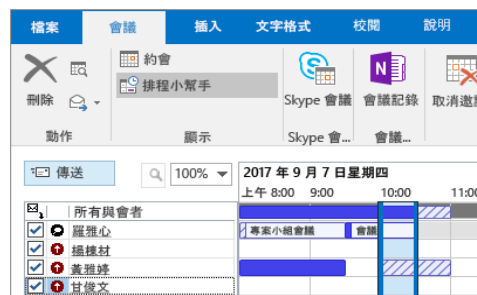 檔案 會議 插入 文字格式 校閱 說明
刪除
約會
排程小幫手
Skype 會議
會議記錄
取消邀
動作 顯示 Skype 會... 會議...
傳送 100% 2017 年 9 月 7 日星期四
上午 8:00 9:00 10:00 11:00
所有與會者
羅雅心 專案小組會議 會議
楊棟材
黃雅婷
甘俊文